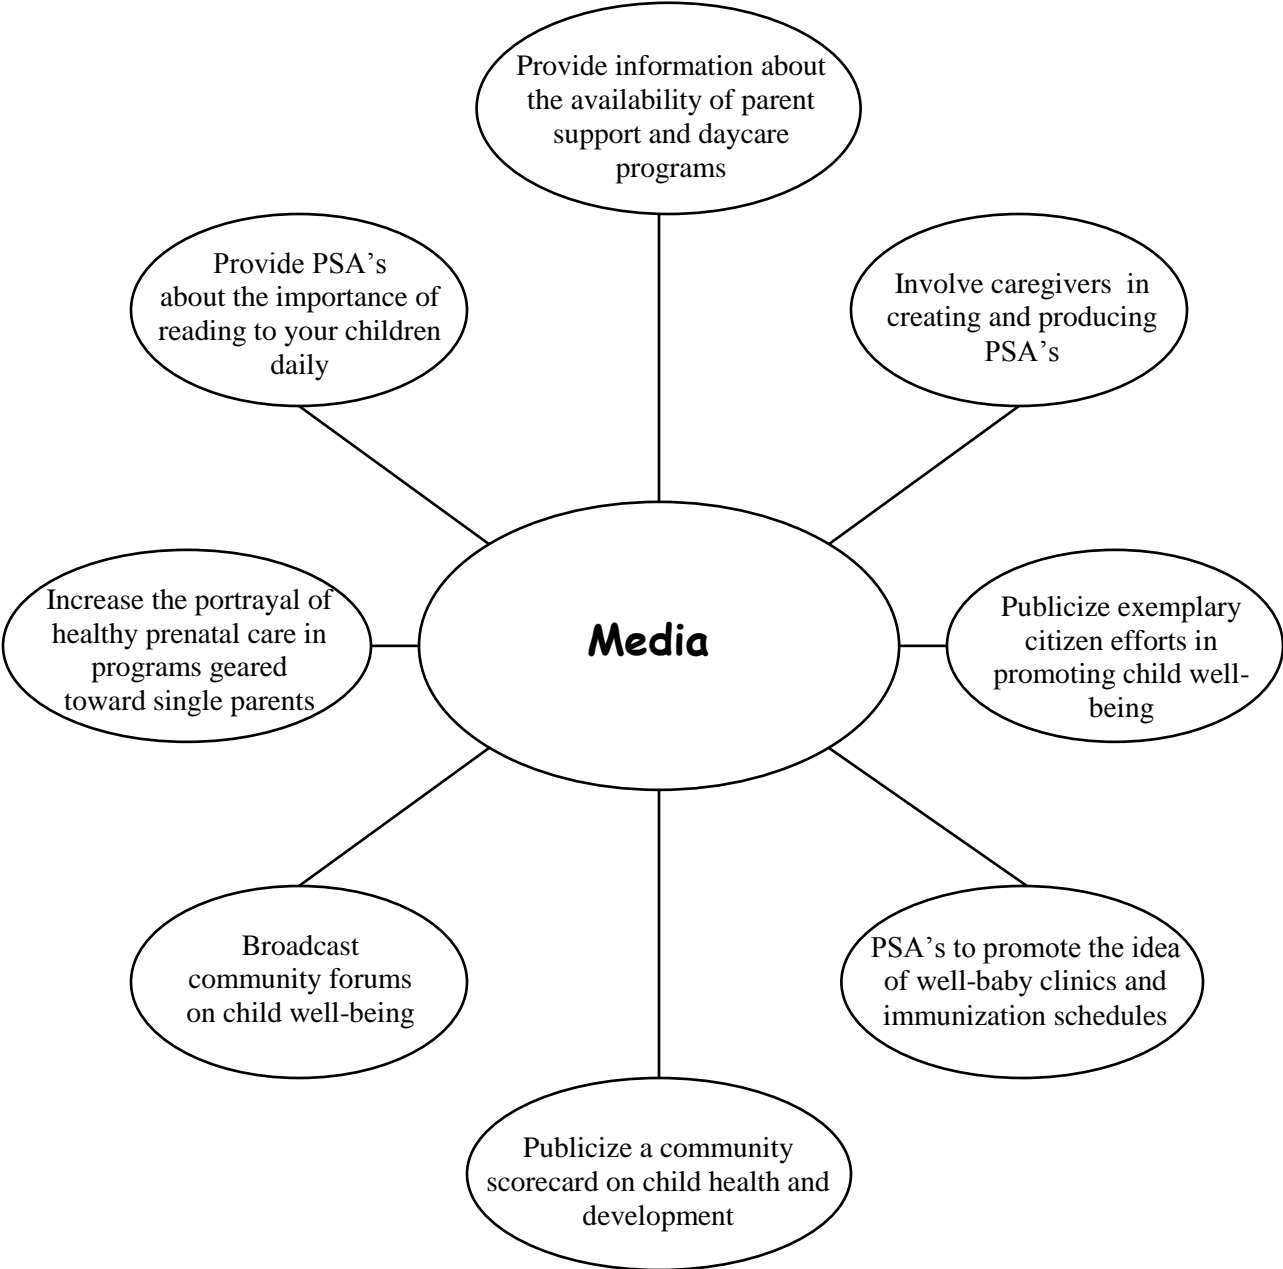 Provide information about
the availability of parent
support and daycare
programs
Provide PSA’s
about the importance of
reading to your children
daily
Involve caregivers  in
creating and producing
PSA’s
Increase the portrayal of
healthy prenatal care in
programs geared
toward single parents
Media
Publicize exemplary
citizen efforts in
promoting child well-
being
Broadcast
community forums
on child well-being
PSA’s to promote the idea
of well-baby clinics and
immunization schedules
Publicize a community
scorecard on child health and
development